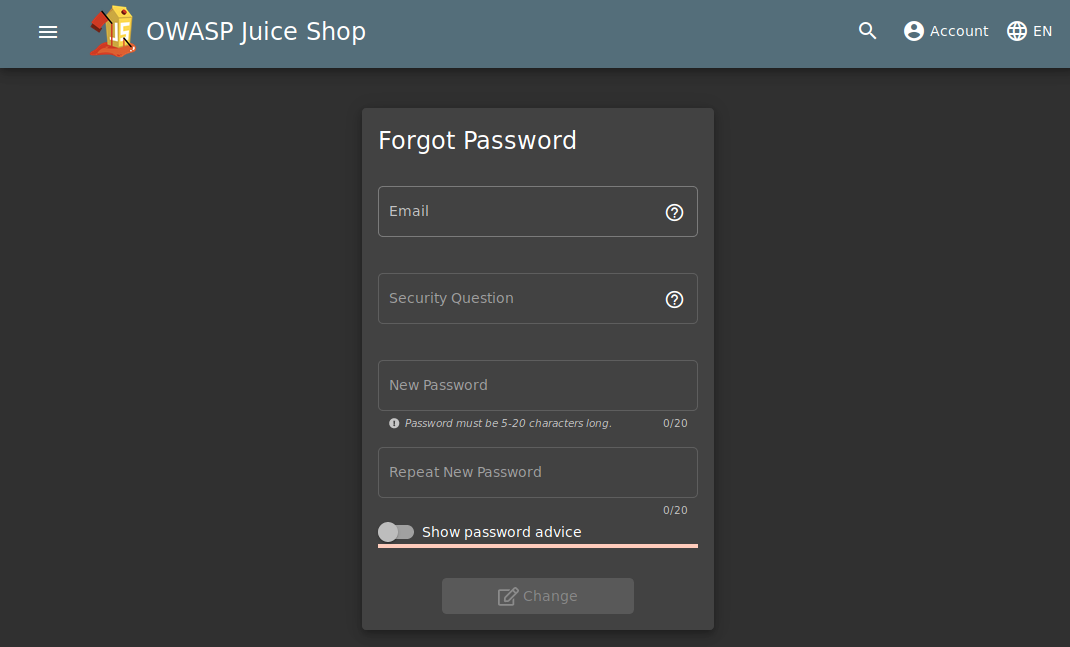 OWASP Juice Shop
Account
EN
Forgot Password
Email
Security Question
New Password
Password must be 5-20 characters long.
0/20
Repeat New Password
0/20
Show password advice
Change